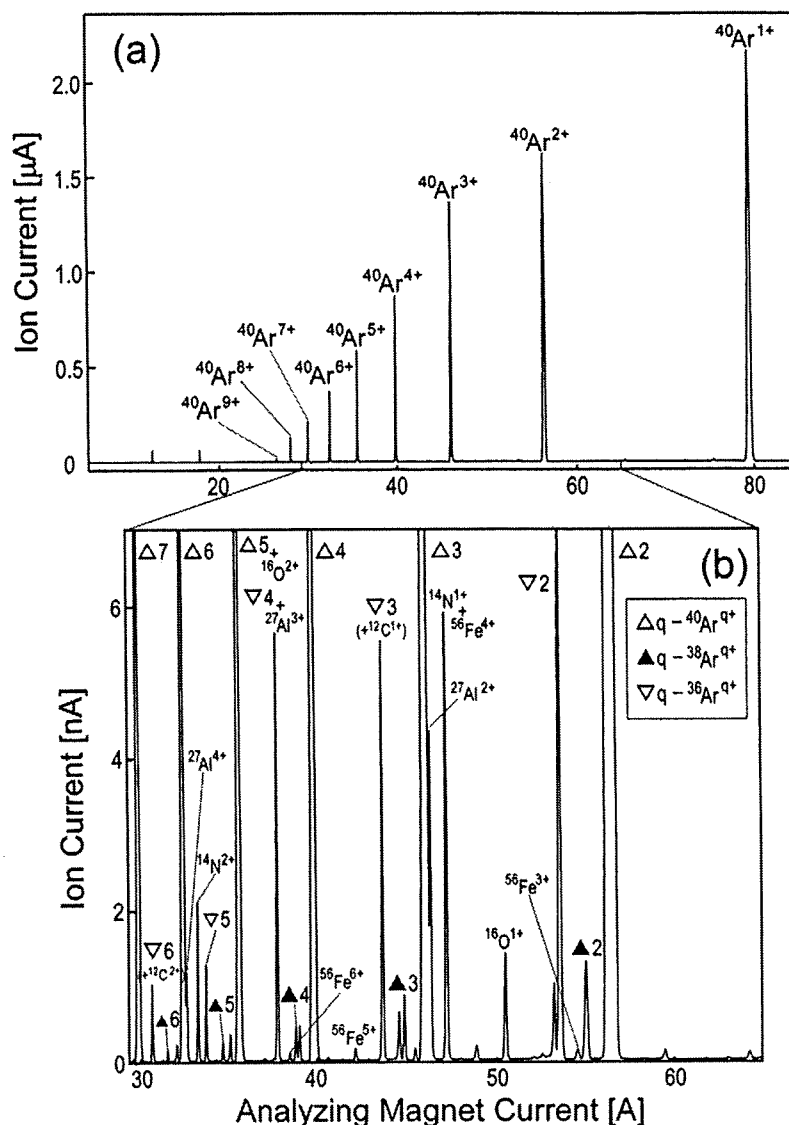 (a)
⁴⁰Ar¹⁺
⁴⁰Ar²⁺
⁴⁰Ar³⁺
⁴⁰Ar⁴⁺
⁴⁰Ar⁵⁺
⁴⁰Ar⁶⁺
⁴⁰Ar⁷⁺
⁴⁰Ar⁸⁺
⁴⁰Ar⁹⁺
Ion Current [μA]
2.0
1.5
1.0
0.5
0
20
40
60
80
(b)
△7
△6
△5+
¹⁶O²⁺
▽4+
²⁷Al³⁺
△4
▽3
(+¹²C¹⁺)
△3
¹⁴N¹⁺
+
⁵⁶Fe⁴⁺
²⁷Al²⁺
▽2
△2
△q – ⁴⁰Ar^q+
▲q – ³⁸Ar^q+
▽q – ³⁶Ar^q+
²⁷Al⁴⁺
¹⁴N²⁺
▽5
▽6
(+¹²C²⁺)
▲6
▲5
▲4
⁵⁶Fe⁶⁺
⁵⁶Fe⁵⁺
▲3
¹⁶O¹⁺
⁵⁶Fe³⁺
▲2
Ion Current [nA]
6
4
2
0
30
40
50
60
Analyzing Magnet Current [A]